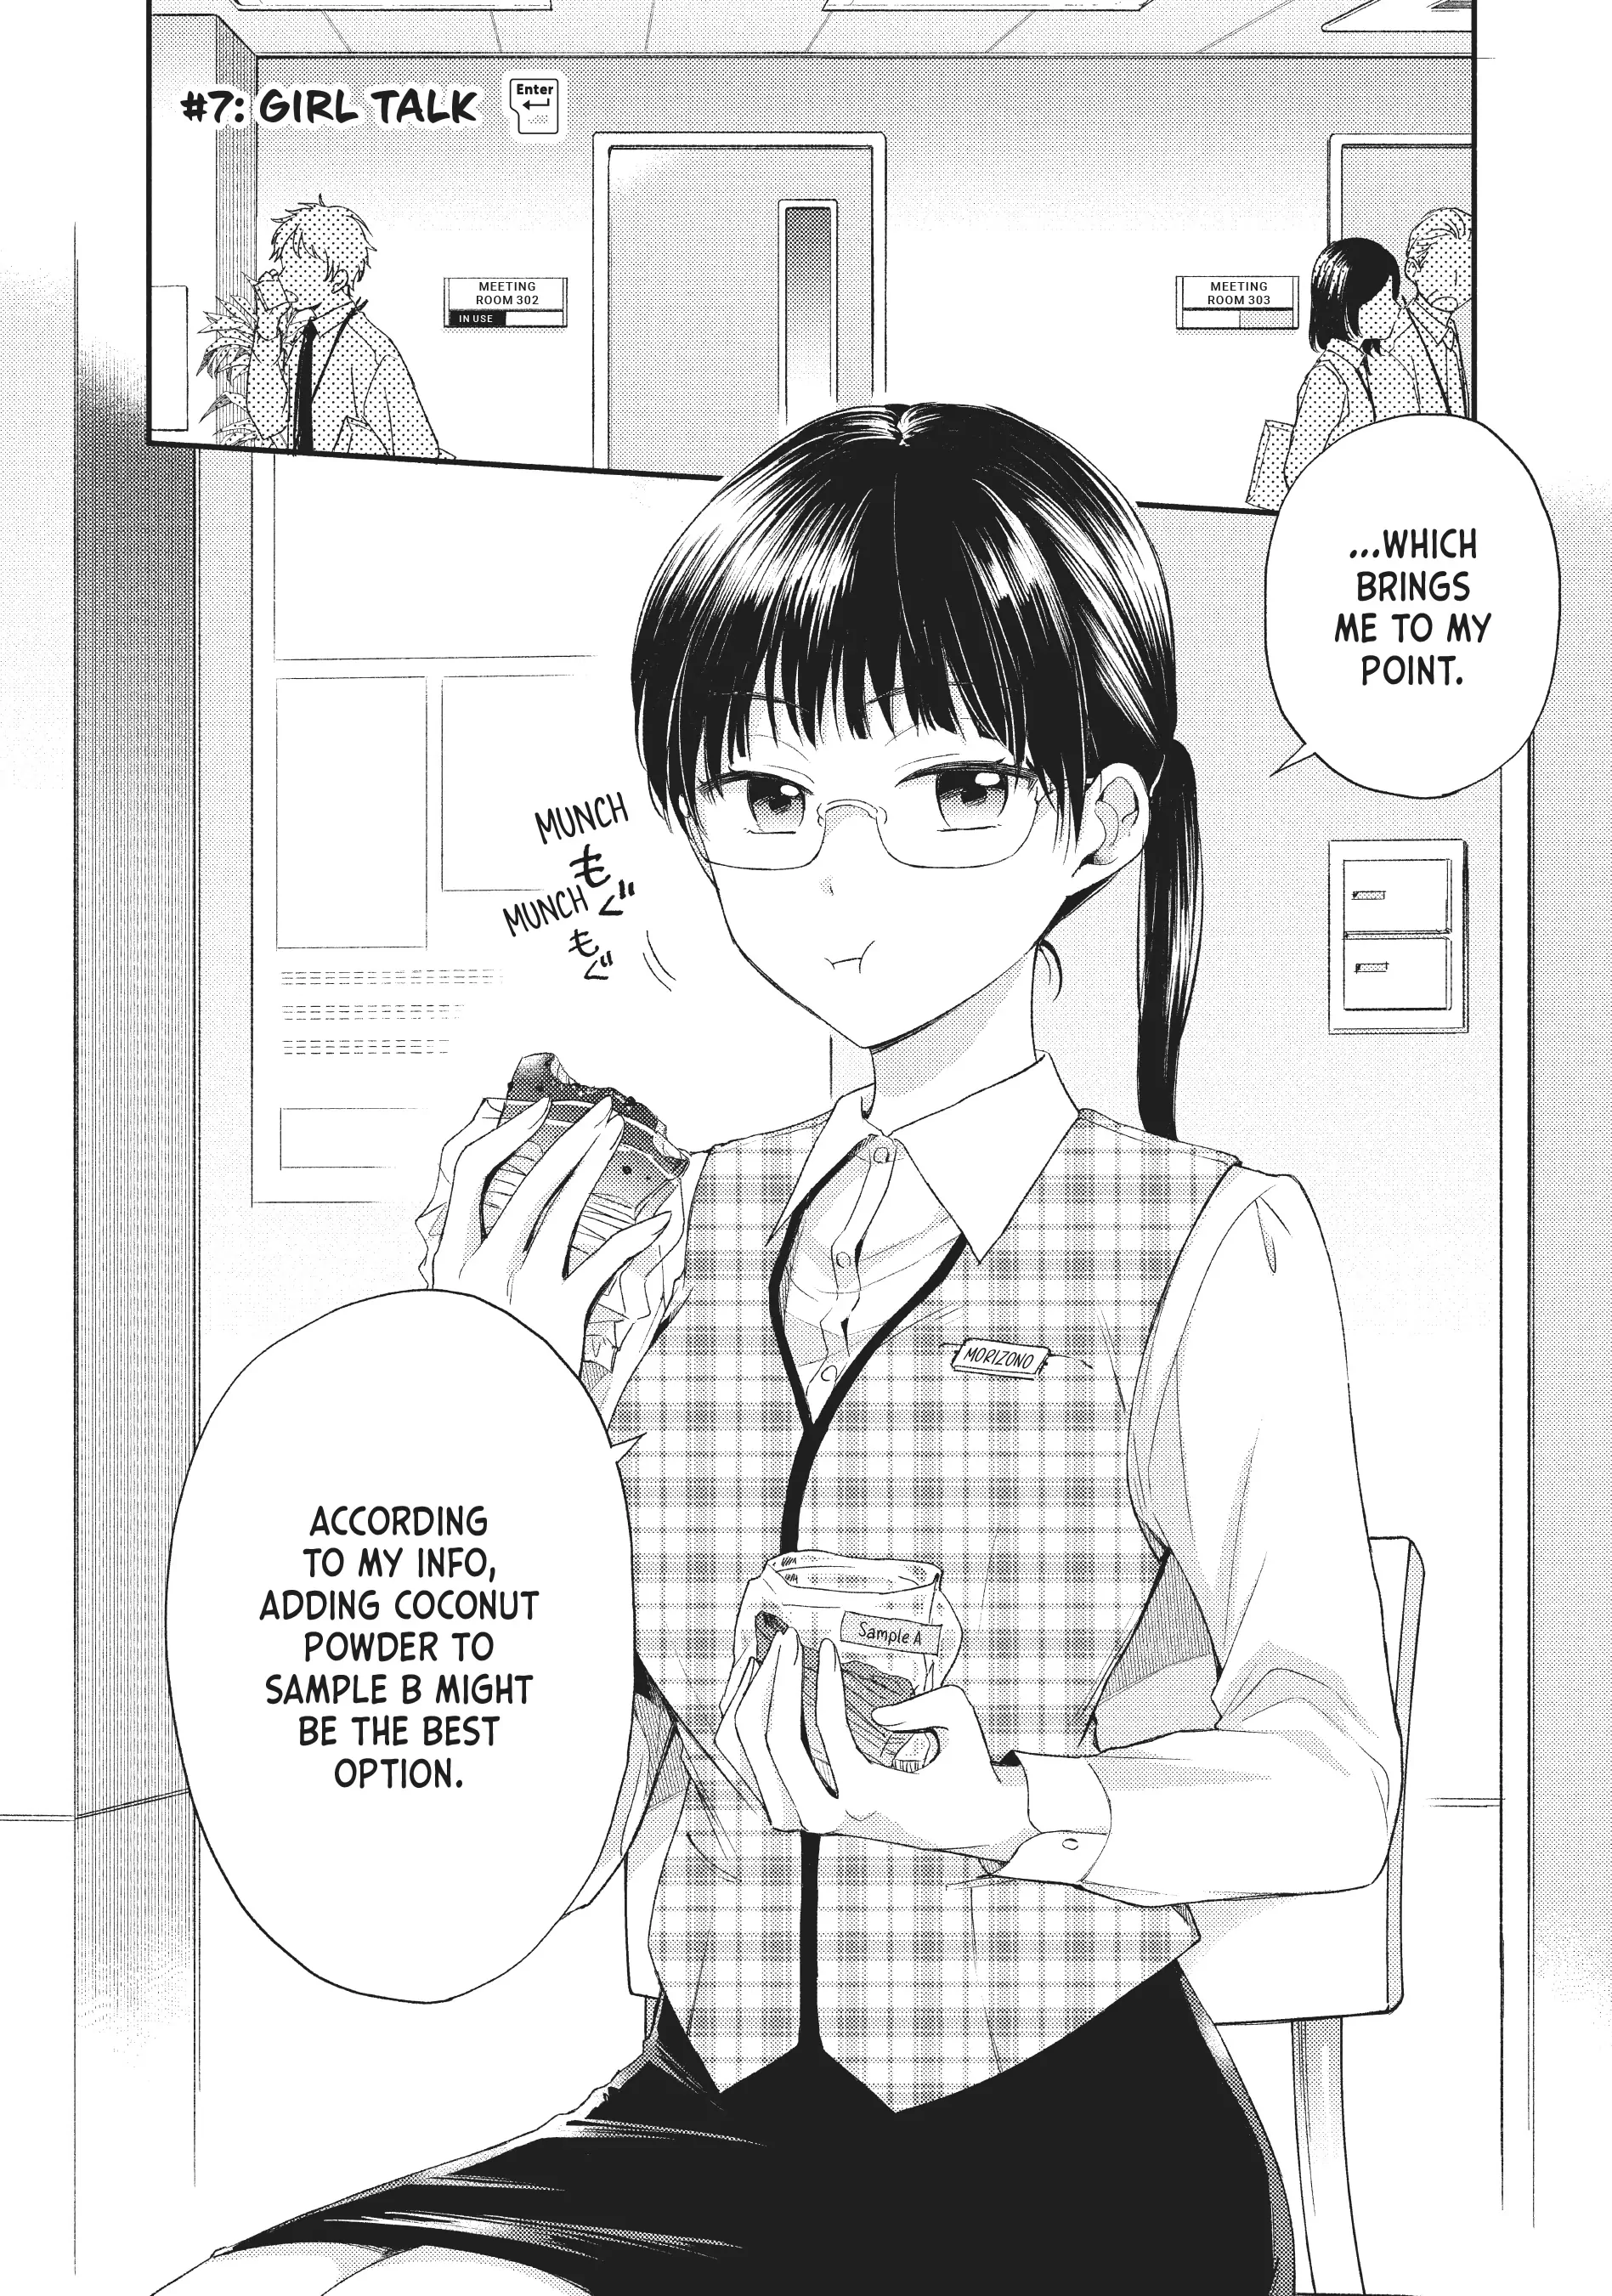 #7: GIRL TALK
Enter
MEETING
ROOM 302
IN USE
MEETING
ROOM 303
...WHICH
BRINGS
ME TO MY
POINT.
MUNCH
もぐ
MUNCH
もぐ
MORIZONO
Sample A
ACCORDING
TO MY INFO,
ADDING COCONUT
POWDER TO
SAMPLE B MIGHT
BE THE BEST
OPTION.